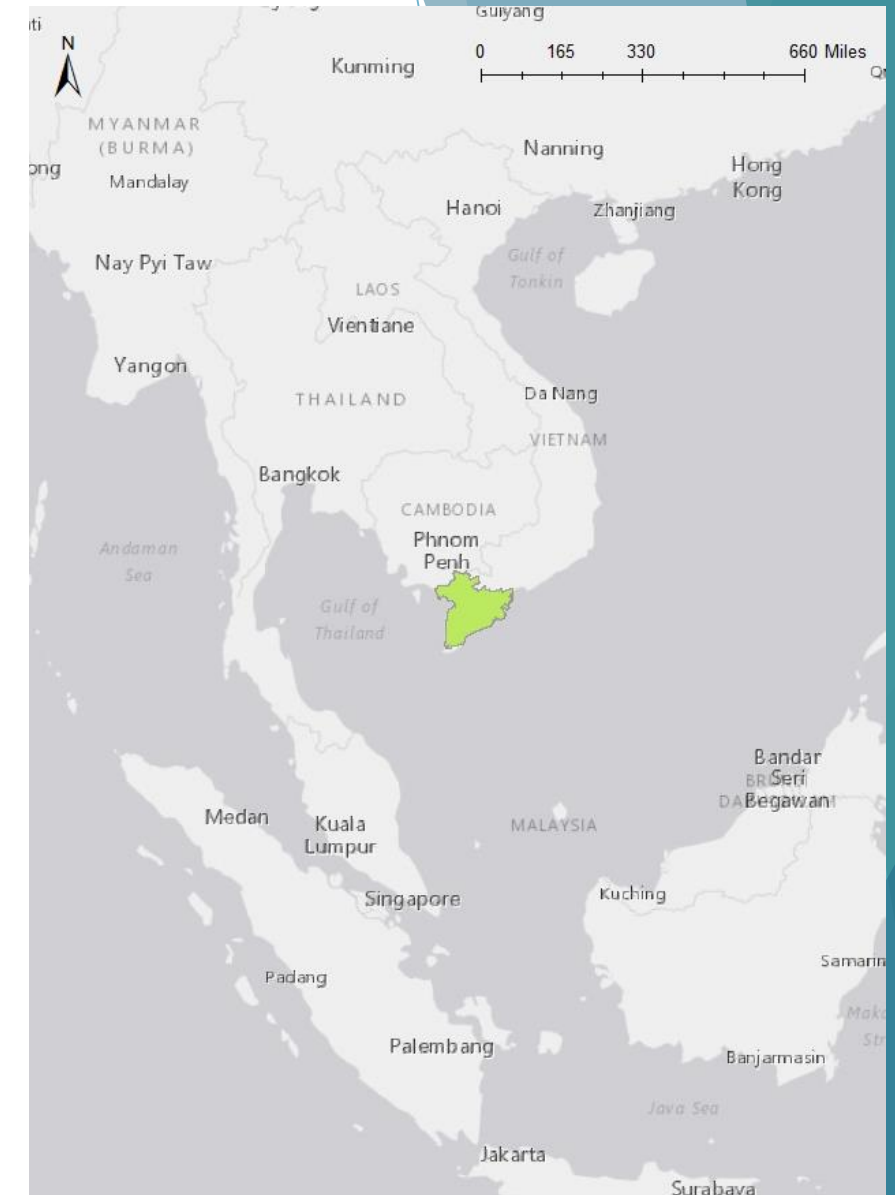 Guiyang
N
0 165 330 660 Miles
Kunming
MYANMAR
(BURMA)
Mandalay
Nanning
Hong
Kong
Hanoi
Zhanjiang
Nay Pyi Taw
Gulf of
Tonkin
LAOS
Vientiane
Yangon
THAILAND
Da Nang
VIETNAM
Bangkok
CAMBODIA
Phnom
Penh
Andaman
Sea
Gulf of
Thailand
Bandar
Seri
Begawan
Medan
Kuala
Lumpur
MALAYSIA
Singapore
Kuching
Padang
Samarin
Palembang
Banjarmasin
Java Sea
Jakarta
Surabaya